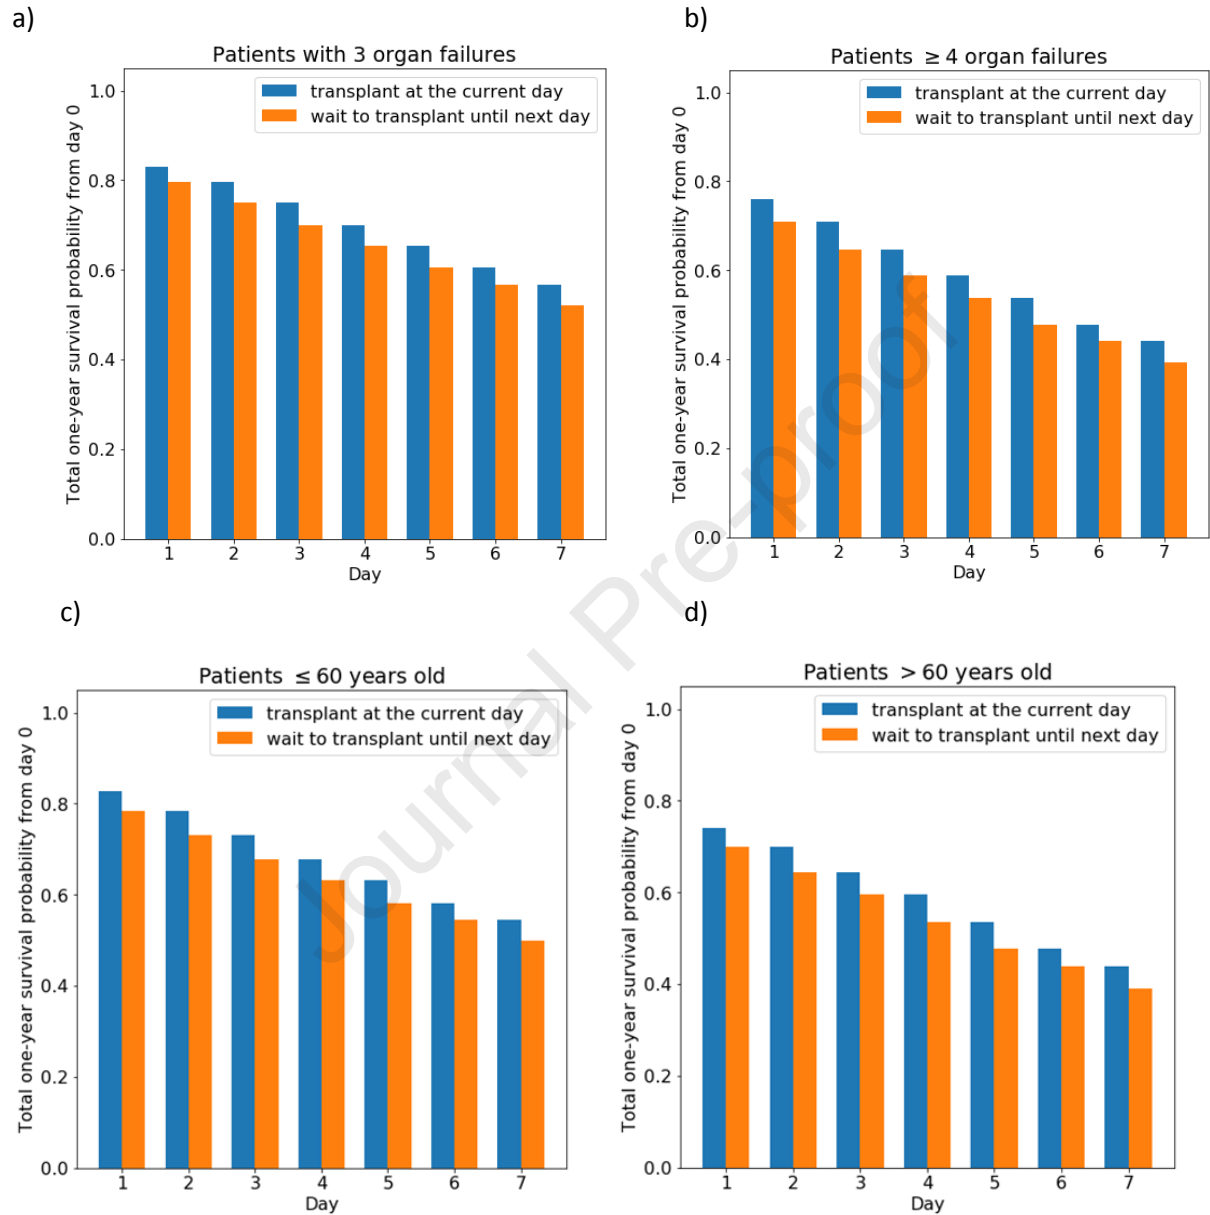 a)
Patients with 3 organ failures
transplant at the current day
wait to transplant until next day
Total one-year survival probability from day 0
1.0
0.8
0.6
0.4
0.2
0.0
1 2 3 4 5 6 7
Day
b)
Patients ≥ 4 organ failures
transplant at the current day
wait to transplant until next day
Total one-year survival probability from day 0
1.0
0.8
0.6
0.4
0.2
0.0
1 2 3 4 5 6 7
Day
c)
Patients ≤ 60 years old
transplant at the current day
wait to transplant until next day
Total one-year survival probability from day 0
1.0
0.8
0.6
0.4
0.2
0.0
1 2 3 4 5 6 7
Day
d)
Patients > 60 years old
transplant at the current day
wait to transplant until next day
Total one-year survival probability from day 0
1.0
0.8
0.6
0.4
0.2
0.0
1 2 3 4 5 6 7
Day
Journal Pre-proof